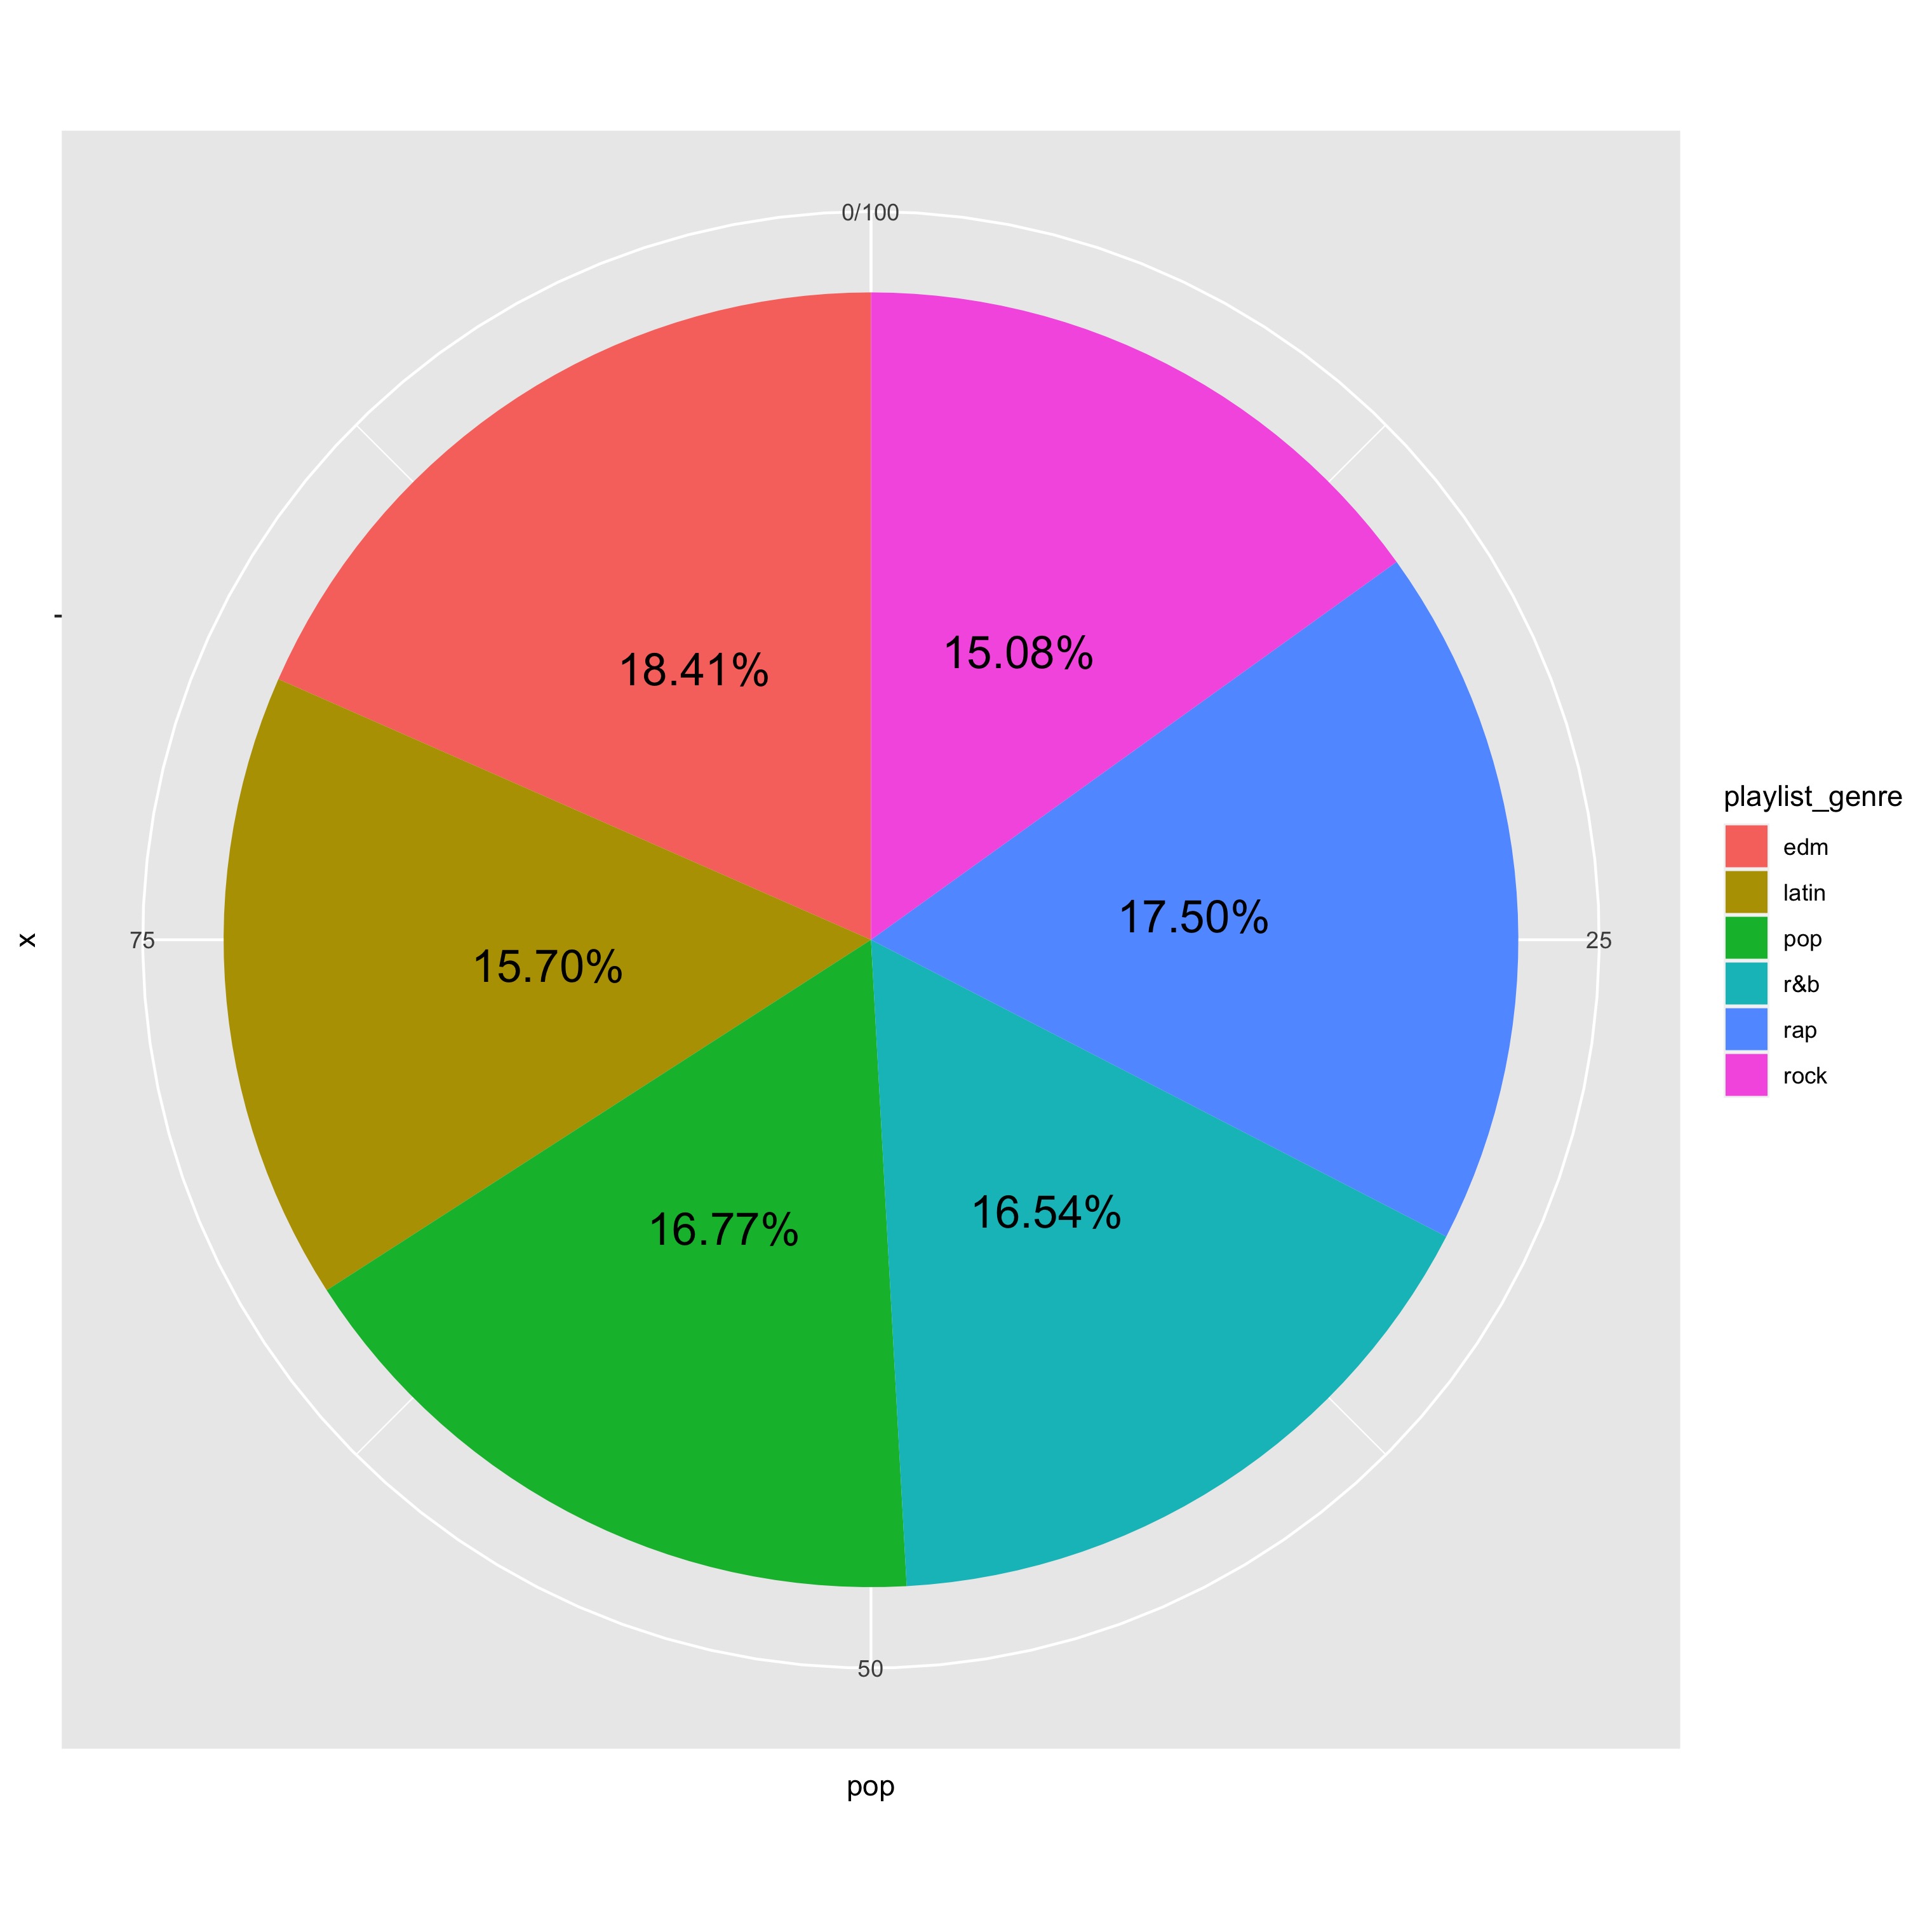 0/100
15.08%
18.41%
17.50%
15.70%
16.54%
16.77%
75
25
50
x
pop
playlist_genre
edm
latin
pop
r&b
rap
rock